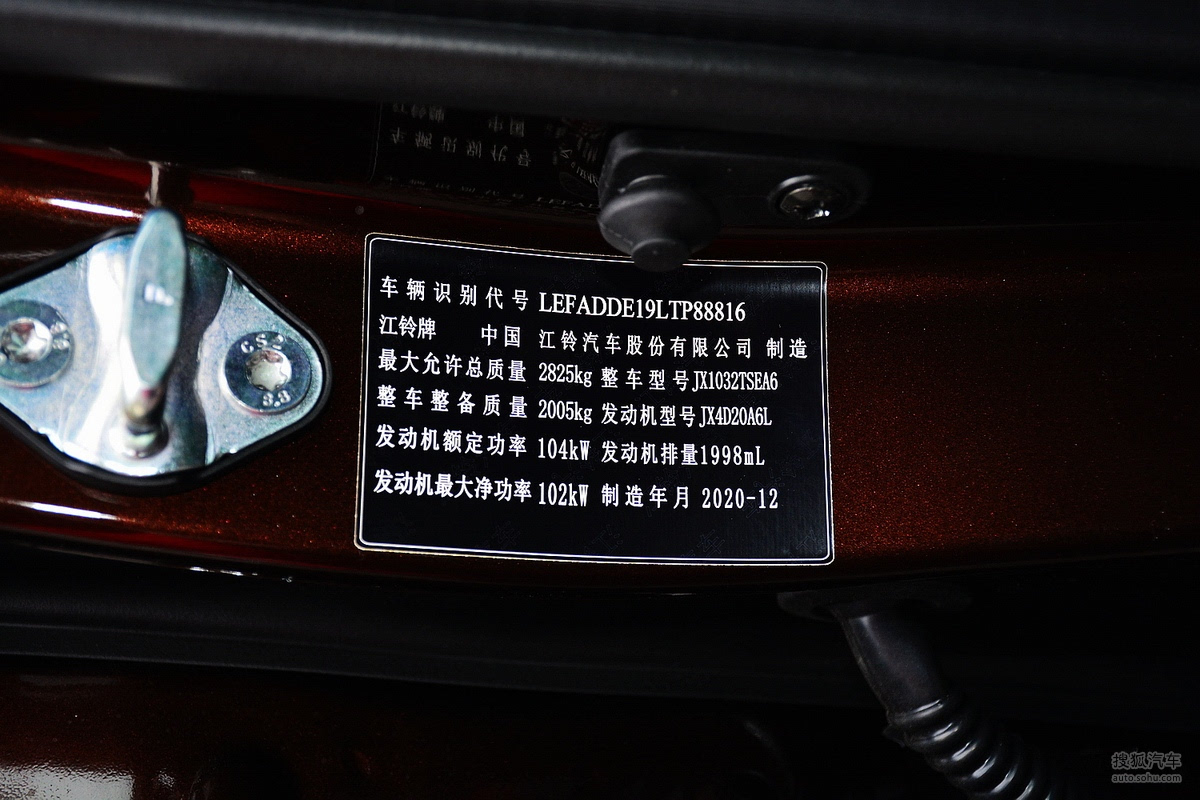 车辆识别代号 LEFADDE19LTP88816
江铃牌 中国 江铃汽车股份有限公司 制造
最大允许总质量 2825kg 整车型号 JX1032TSEA6
整车整备质量 2005kg 发动机型号 JX4D20A6L
发动机额定功率 104kW 发动机排量 1998mL
发动机最大净功率 102kW 制造年月 2020-12
CS2
8.8
搜狐汽车
auto.sohu.com